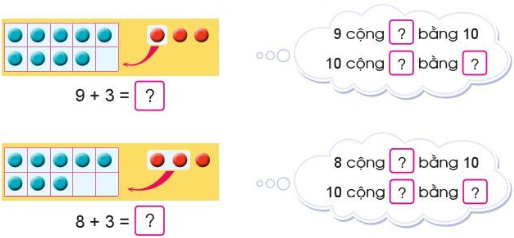 9 cộng ? bằng 10
10 cộng ? bằng ?
9 + 3 = ?
8 cộng ? bằng 10
10 cộng ? bằng ?
8 + 3 = ?